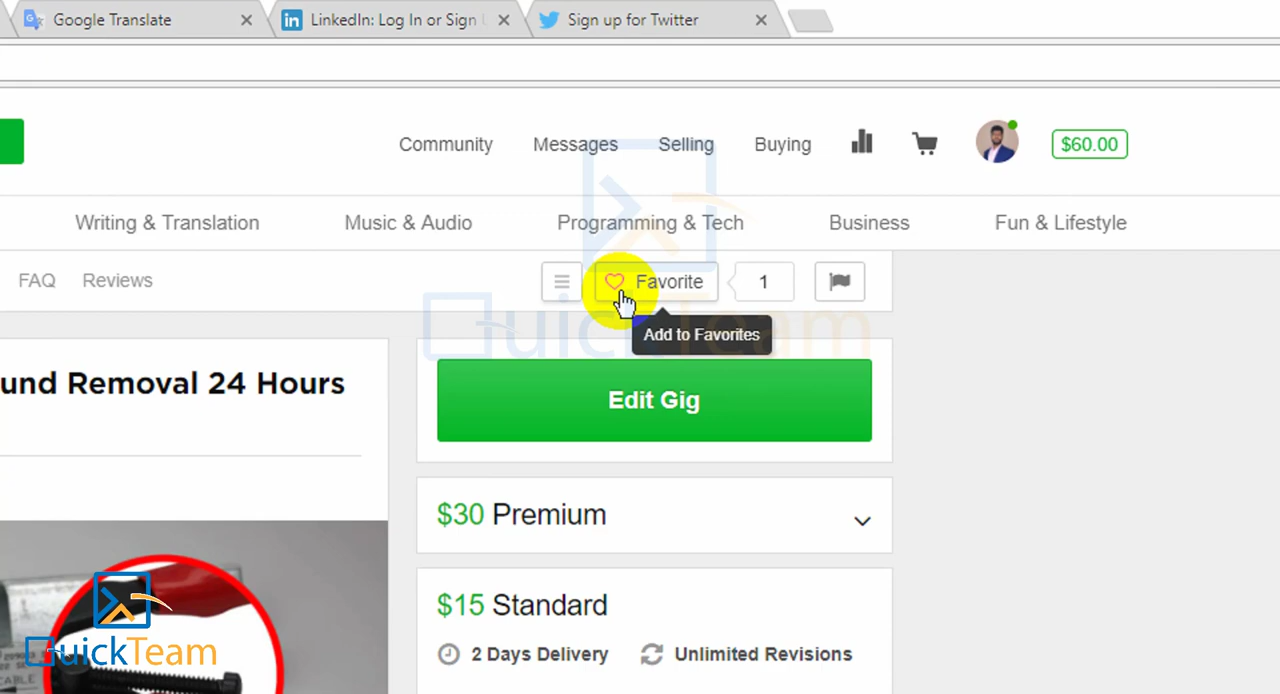 Google Translate
LinkedIn: Log In or Sign
Sign up for Twitter
Community
Messages
Selling
Buying
$60.00
Writing & Translation
Music & Audio
Programming & Tech
Business
Fun & Lifestyle
FAQ
Reviews
Favorite
1
Add to Favorites
QuickTeam
und Removal 24 Hours
Edit Gig
$30 Premium
$15 Standard
2 Days Delivery
Unlimited Revisions
QuickTeam
CABLE